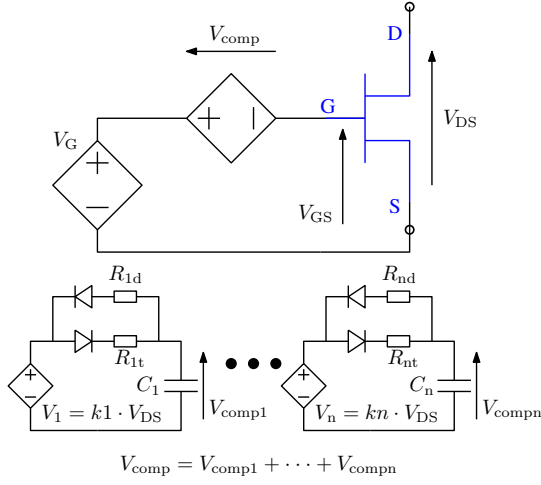 D
V_comp
G
V_G
V_DS
V_GS
S
R_1d
R_nd
R_1t
R_nt
C_1
C_n
V_1 = k1 · V_DS
V_comp1
V_n = kn · V_DS
V_compn
V_comp = V_comp1 + · · · + V_compn